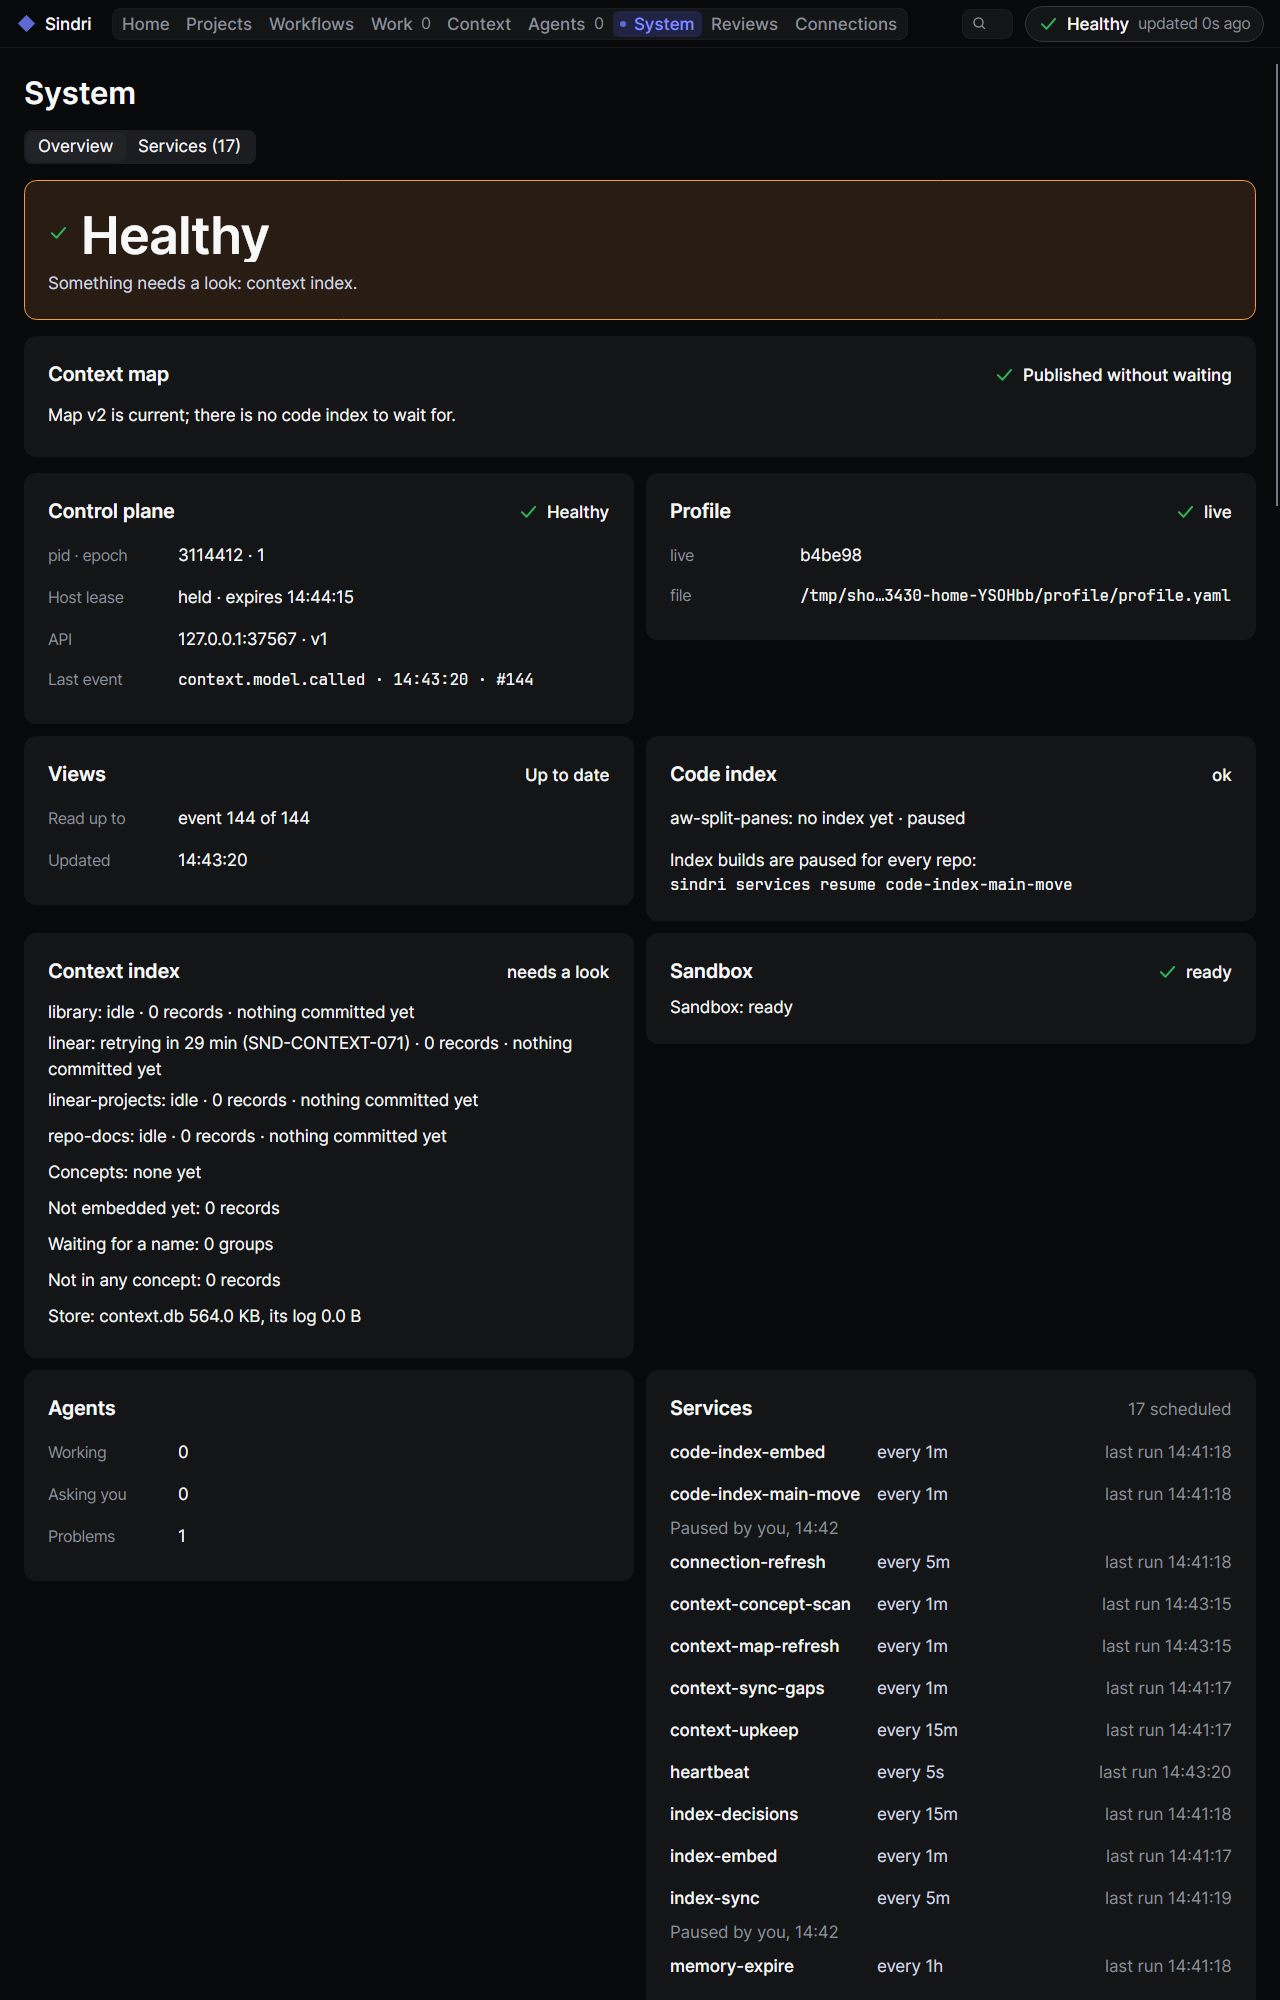 Sindri
Home Projects Workflows Work 0 Context Agents 0 System Reviews Connections
Healthy updated 0s ago
System
Overview Services (17)
Healthy
Something needs a look: context index.
Context map
Published without waiting
Map v2 is current; there is no code index to wait for.
Control plane
Healthy
pid · epoch 3114412 · 1
Host lease held · expires 14:44:15
API 127.0.0.1:37567 · v1
Last event context.model.called · 14:43:20 · #144
Profile
live
live b4be98
file /tmp/sho…3430-home-YSOHbb/profile/profile.yaml
Views
Up to date
Read up to event 144 of 144
Updated 14:43:20
Code index
ok
aw-split-panes: no index yet · paused
Index builds are paused for every repo:
sindri services resume code-index-main-move
Context index
needs a look
library: idle · 0 records · nothing committed yet
linear: retrying in 29 min (SND-CONTEXT-071) · 0 records · nothing
committed yet
linear-projects: idle · 0 records · nothing committed yet
repo-docs: idle · 0 records · nothing committed yet
Concepts: none yet
Not embedded yet: 0 records
Waiting for a name: 0 groups
Not in any concept: 0 records
Store: context.db 564.0 KB, its log 0.0 B
Sandbox
ready
Sandbox: ready
Agents
Working 0
Asking you 0
Problems 1
Services
17 scheduled
code-index-embed every 1m last run 14:41:18
code-index-main-move every 1m last run 14:41:18
Paused by you, 14:42
connection-refresh every 5m last run 14:41:18
context-concept-scan every 1m last run 14:43:15
context-map-refresh every 1m last run 14:43:15
context-sync-gaps every 1m last run 14:41:17
context-upkeep every 15m last run 14:41:17
heartbeat every 5s last run 14:43:20
index-decisions every 15m last run 14:41:18
index-embed every 1m last run 14:41:17
index-sync every 5m last run 14:41:19
Paused by you, 14:42
memory-expire every 1h last run 14:41:18